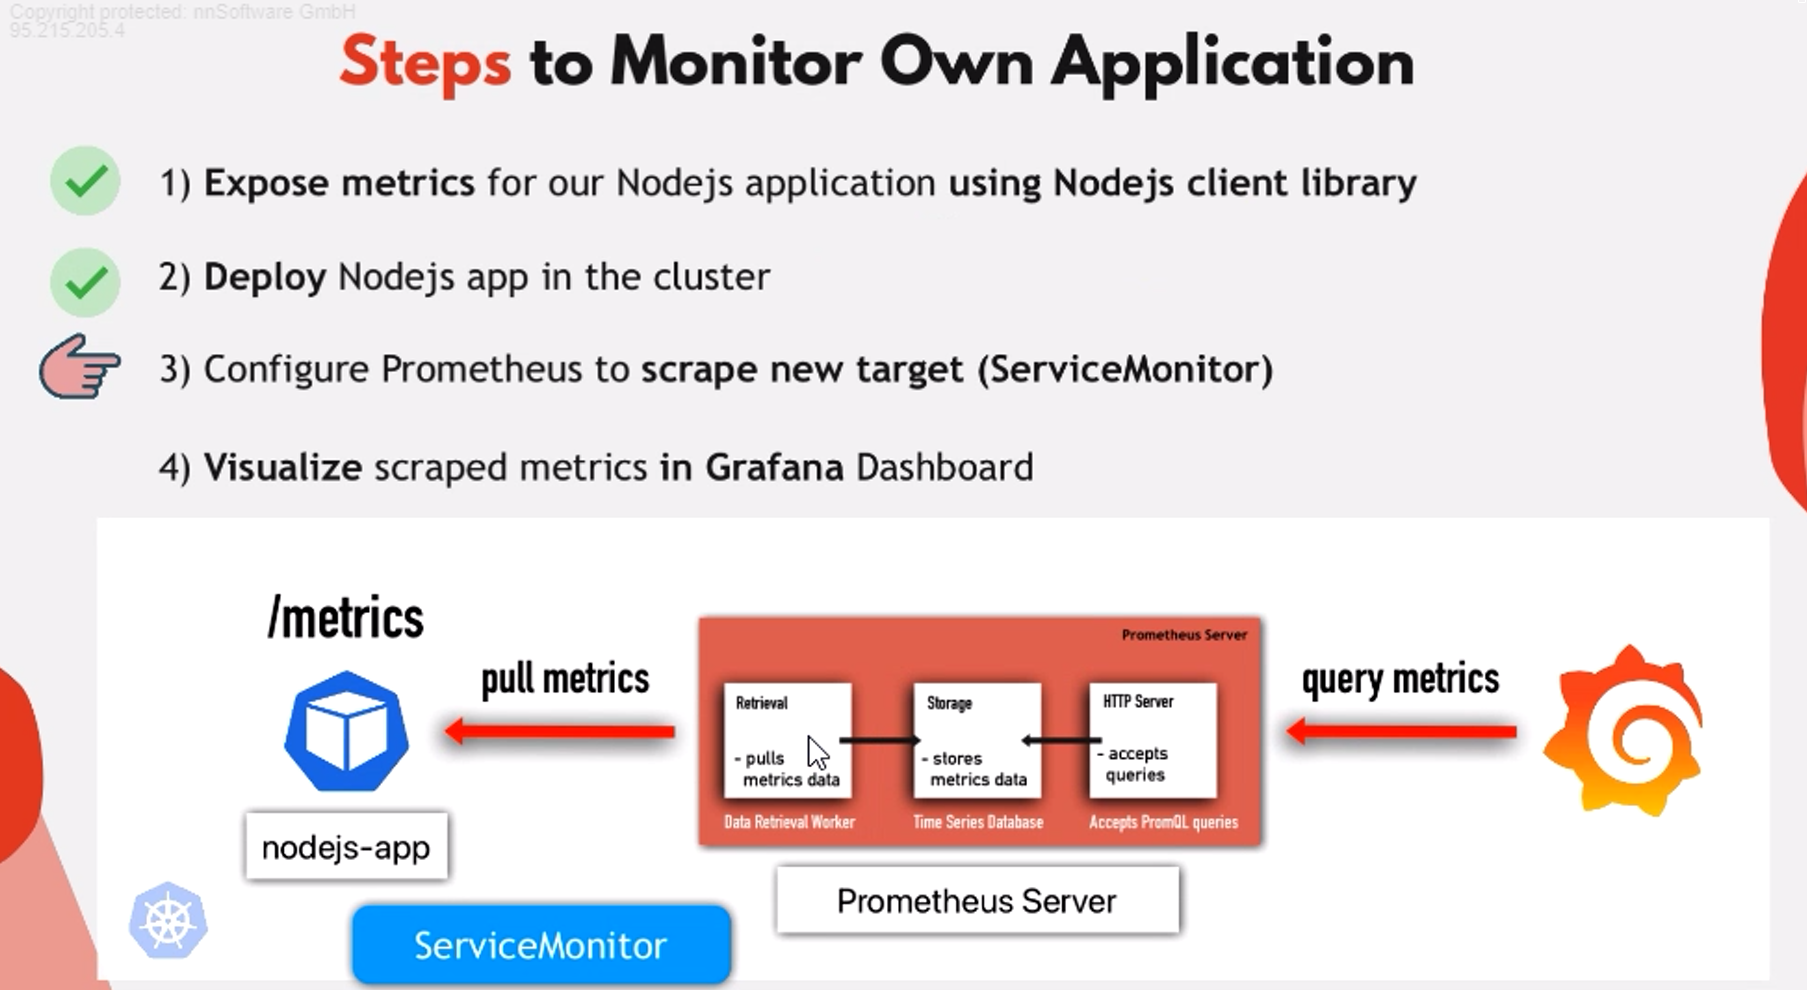 Copyright protected: nnSoftware GmbH
95.215.205.4
Steps to Monitor Own Application
1) Expose metrics for our Nodejs application using Nodejs client library
2) Deploy Nodejs app in the cluster
3) Configure Prometheus to scrape new target (ServiceMonitor)
4) Visualize scraped metrics in Grafana Dashboard
/metrics
nodejs-app
pull metrics
ServiceMonitor
Prometheus Server
Retrieval
- pulls
metrics data
Data Retrieval Worker
Storage
- stores
metrics data
Time Series Database
HTTP Server
- accepts
queries
Accepts PromQL queries
Prometheus Server
query metrics